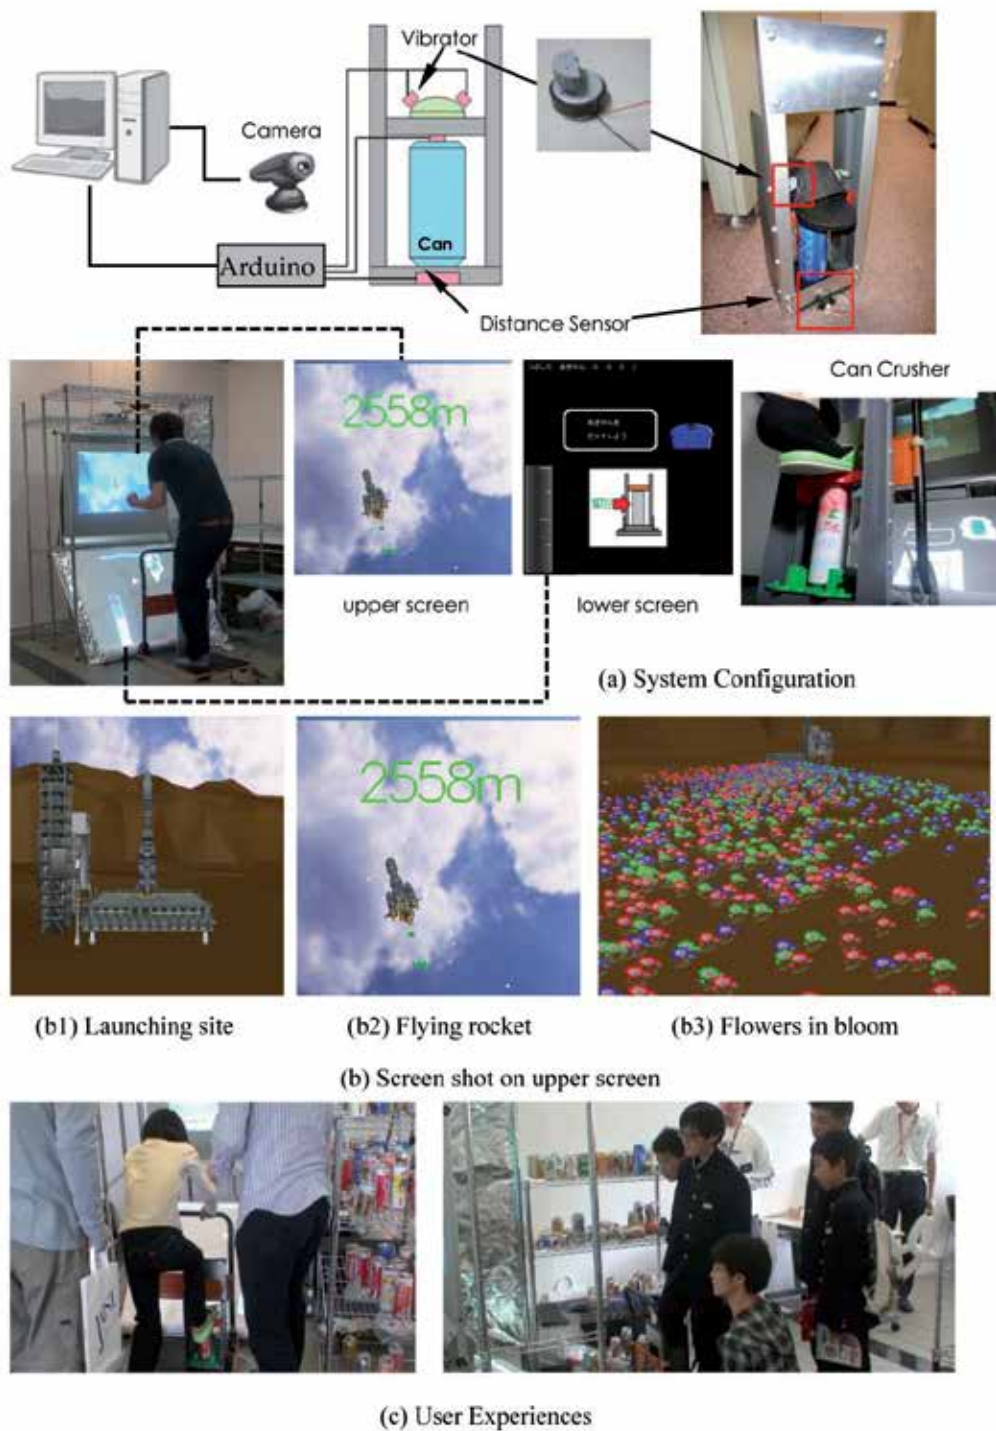 Vibrator
Camera
Can
Arduino
Distance Sensor
Can Crusher
2558m
upper screen
lower screen
(a) System Configuration
2558m
(b1) Launching site
(b2) Flying rocket
(b3) Flowers in bloom
(b) Screen shot on upper screen
(c) User Experiences